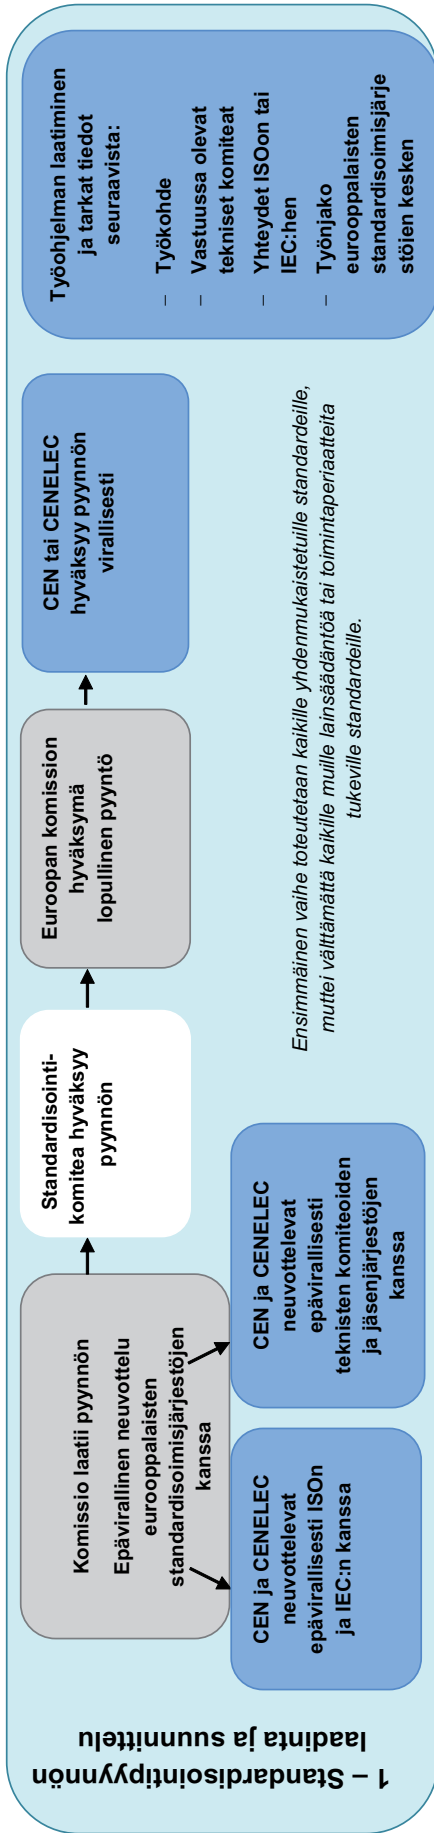 1 – Standardisointipyynnön
laadinta ja suunnittelu
Komissio laatii pyynnön
Epävirallinen neuvottelu
eurooppalaisten
standardisoimisjärjestöjen
kanssa
CEN ja CENELEC
neuvottelevat
epävirallisesti ISOn
ja IEC:n kanssa
CEN ja CENELEC
neuvottelevat
epävirallisesti
teknisten komiteoiden
ja jäsenjärjestöjen
kanssa
Standardisointi-
komitea hyväksyy
pyynnön
Euroopan komission
hyväksymä
lopullinen pyyntö
CEN tai CENELEC
hyväksyy pyynnön
virallisesti
Ensimmäinen vaihe toteutetaan kaikille yhdenmukaistetuille standardeille,
muttei välttämättä kaikille muille lainsäädäntöä tai toimintaperiaatteita
tukeville standardeille.
Työohjelman laatiminen
ja tarkat tiedot
seuraavista:
– Työkohde
– Vastuussa olevat
tekniset komiteat
– Yhteydet ISOon tai
IEC:hen
– Työnjako
eurooppalaisten
standardisoimisjärje
stöjen kesken